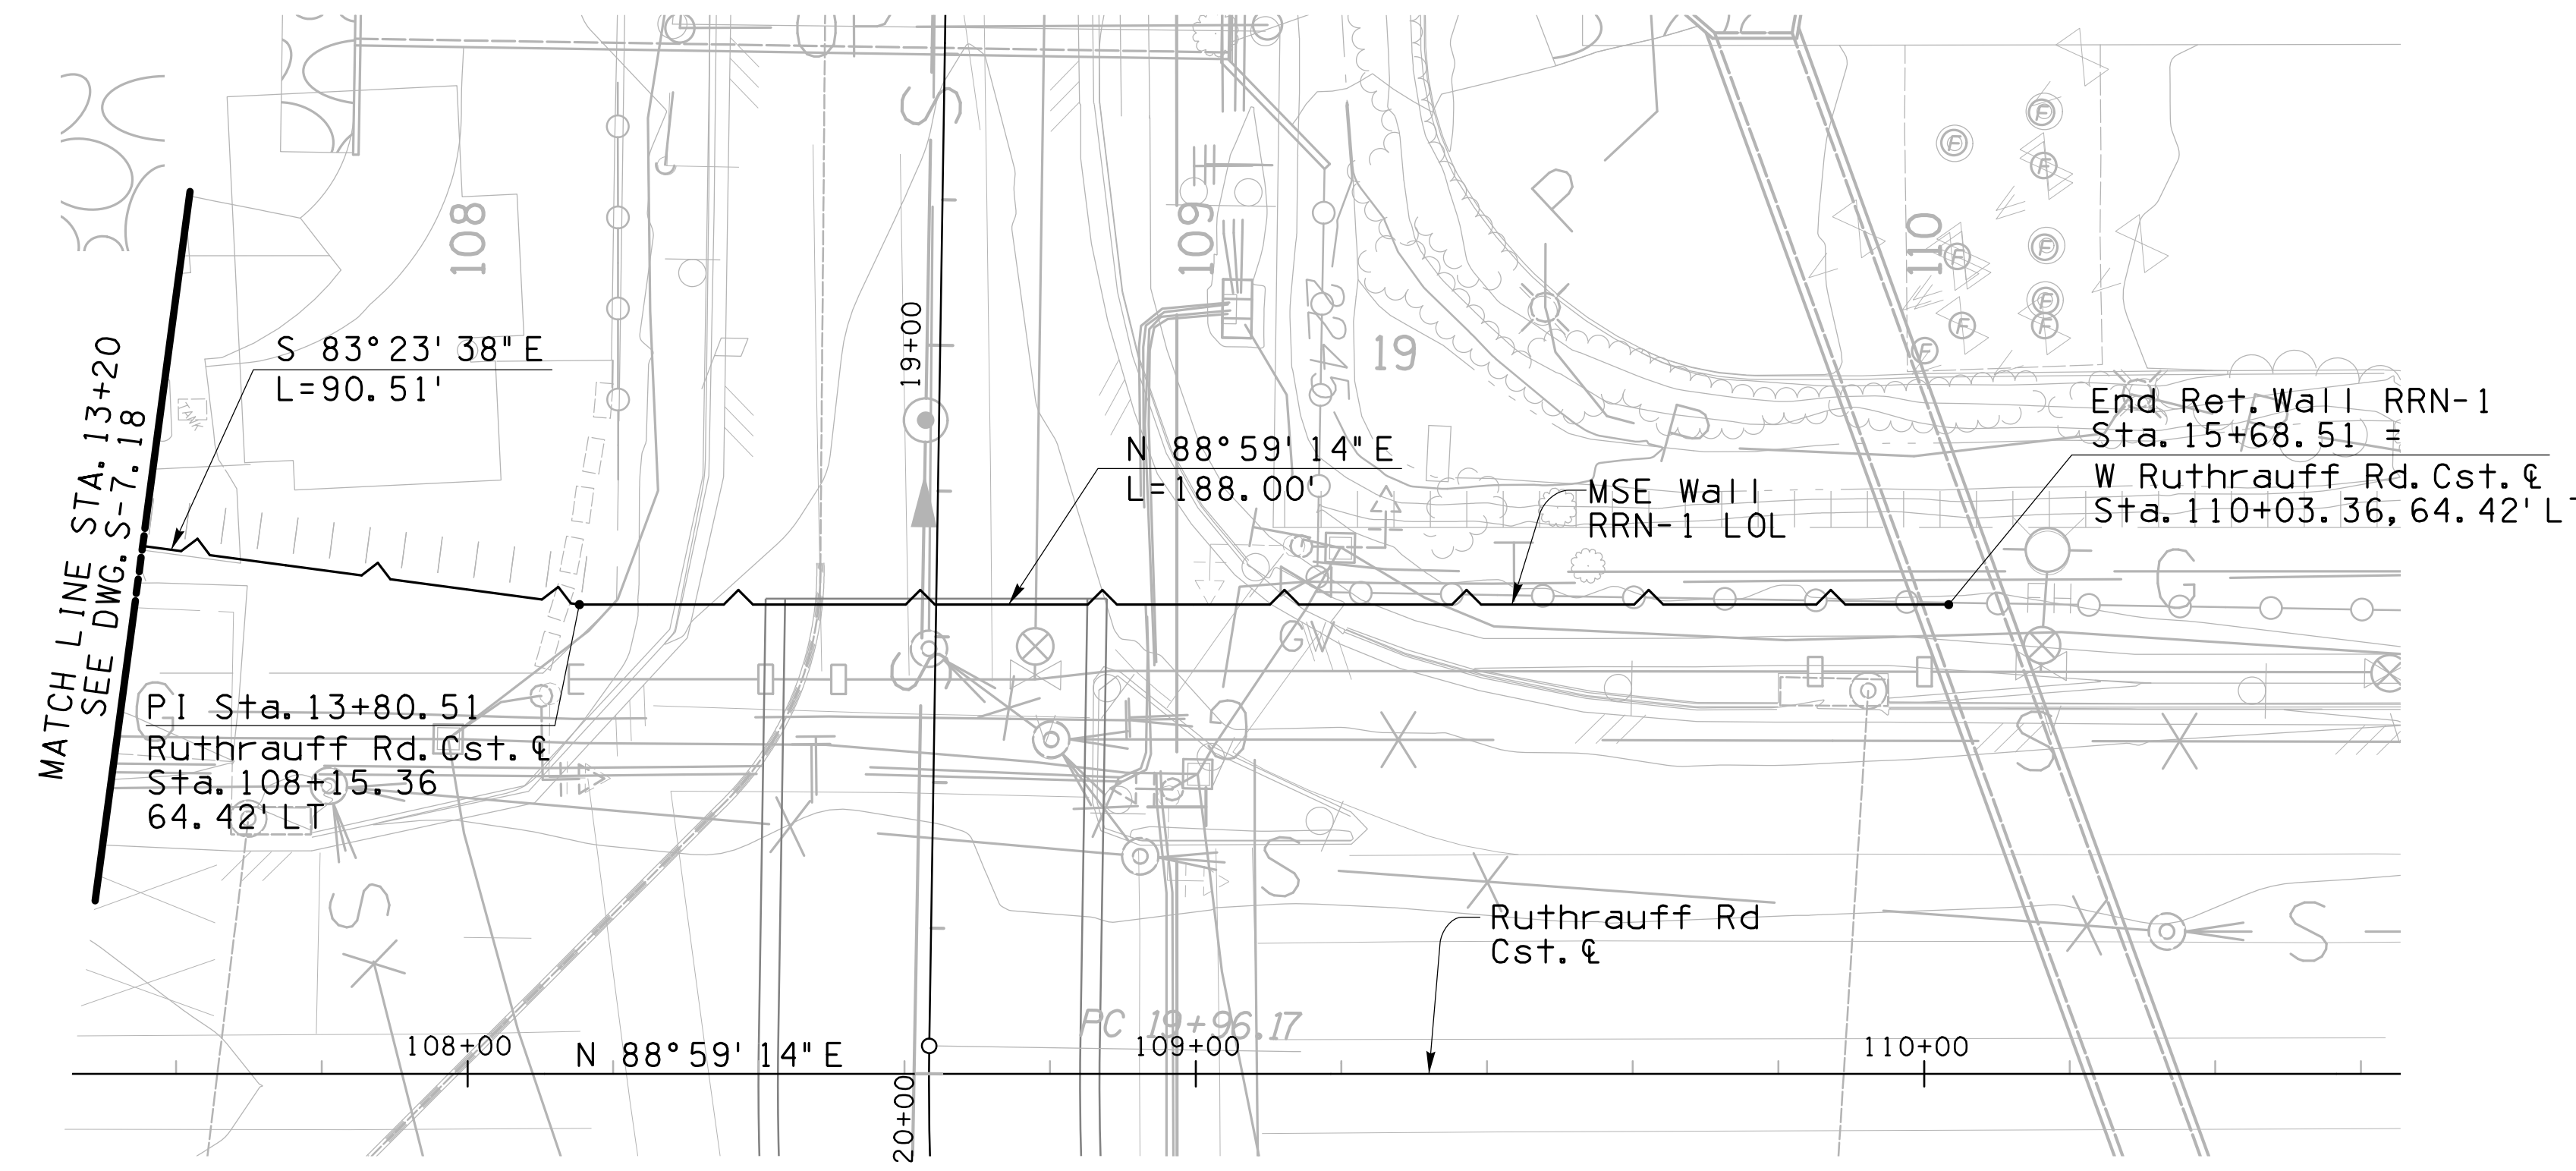 MATCH LINE STA. 13+20
SEE DWG. S-7.18
S 83°23'38" E
L=90.51'
108
19+00
109
2245
19
110
TANK
N 88°59'14" E
L=188.00'
MSE Wall
RRN-1 LOL
End Ret. Wall RRN-1
Sta. 15+68.51 =
W Ruthrauff Rd. Cst. ℄
Sta. 110+03.36, 64.42' LT
PI Sta. 13+80.51
Ruthrauff Rd. Cst. ℄
Sta. 108+15.36
64.42' LT
S
S
P
P
P
G
G
GW
G
T
T
S
S
S
S
Ruthrauff Rd
Cst. ℄
PC 19+96.17
108+00
N 88°59'14" E
109+00
110+00
20+00
F
F
F
F
F
F
F
F
F